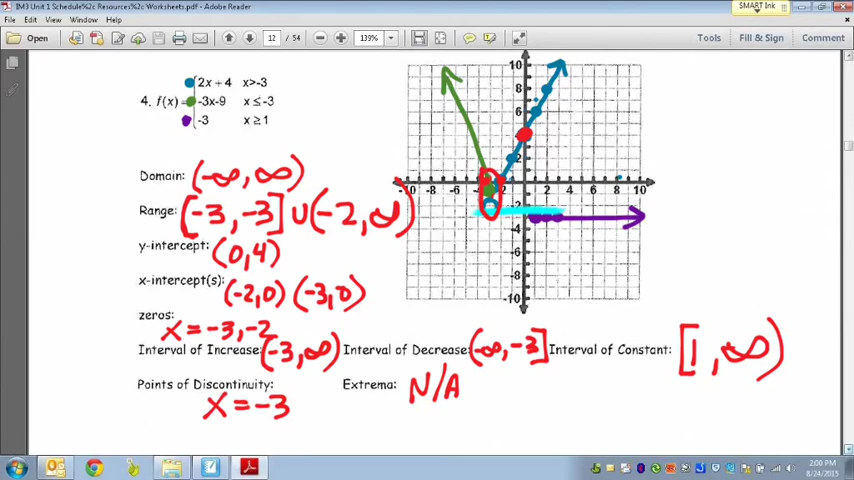 IM3 Unit 1 Schedule%2c Resources%2c Worksheets.pdf - Adobe Reader
SMART Ink
File Edit View Window Help
Open 12 / 54 139% Tools Fill & Sign Comment
2x + 4 x>-3
4. f(x) = -3x-9 x ≤ -3
-3 x ≥ 1
10
8
6
4
2
-10 -8 -6 -4 -2 2 4 6 8 10
-2
-4
-6
-8
-10
Domain: (-∞, ∞)
Range: [-3, -3] ∪ (-2, ∞)
y-intercept: (0,4)
x-intercept(s): (-2,0) (-3,0)
zeros: x = -3, -2
Interval of Increase: (-3, ∞) Interval of Decrease: (-∞, -3] Interval of Constant: [1, ∞)
Points of Discontinuity: Extrema: N/A
x = -3
2:00 PM
8/24/2015